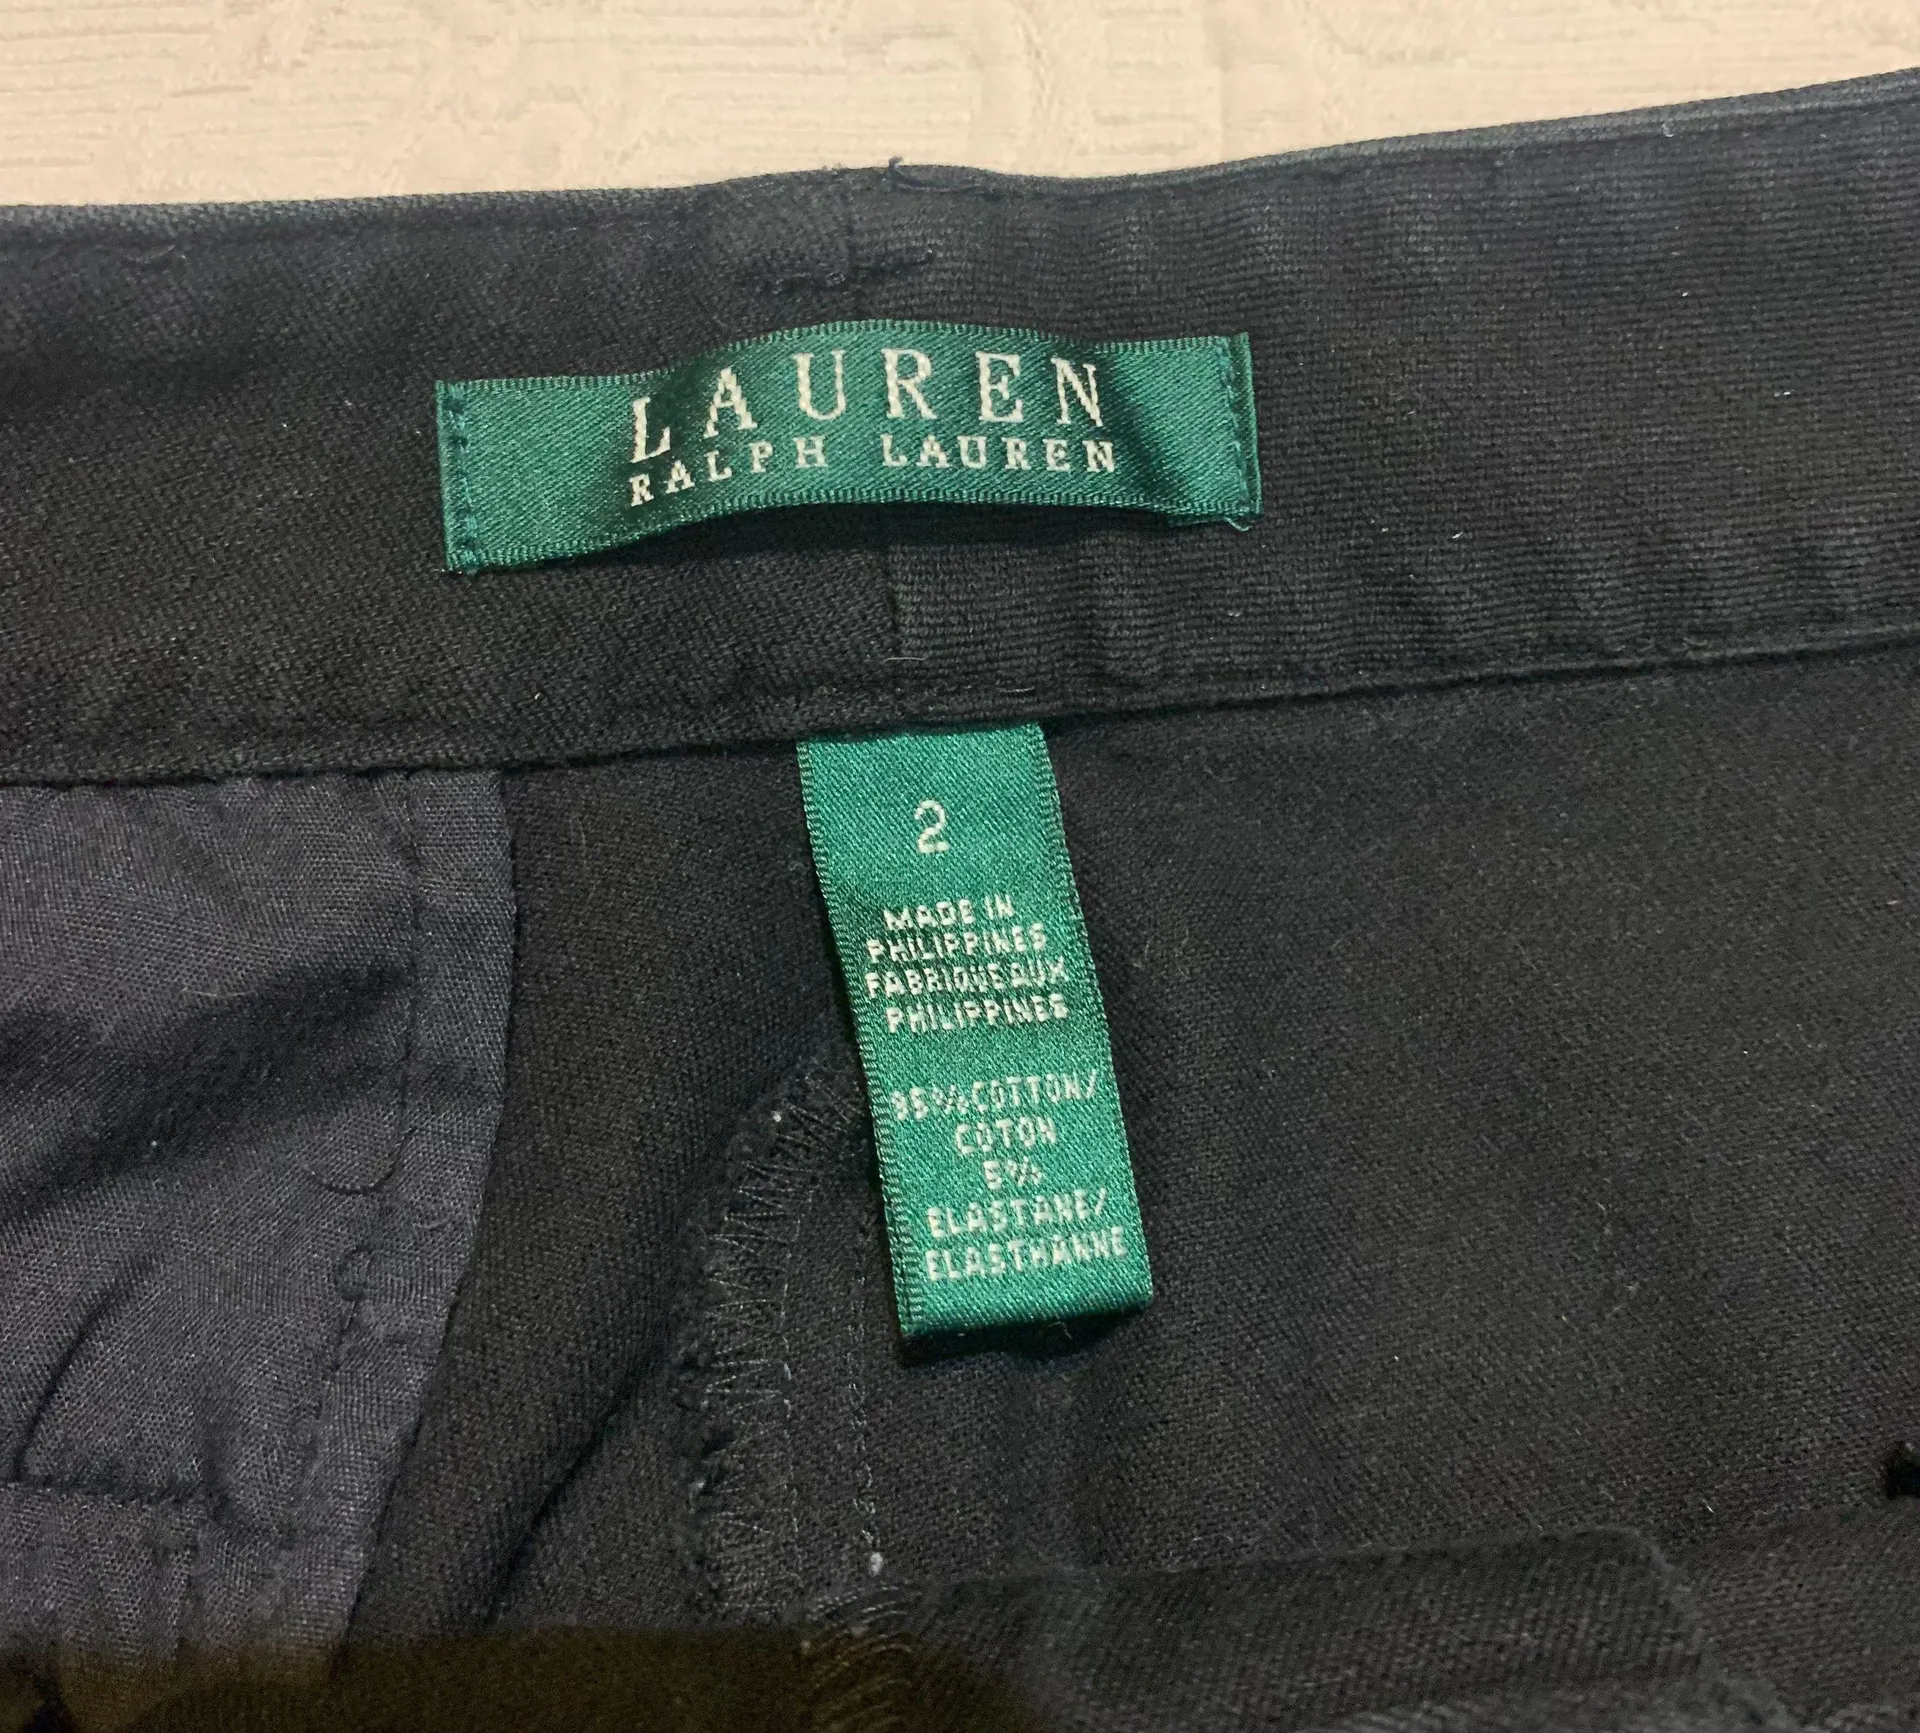 LAUREN
RALPH LAUREN
2
MADE IN
PHILIPPINES
FABRIQUE AUX
PHILIPPINES
95% COTTON/
COTON
5%
ELASTANE/
ELASTHANNE